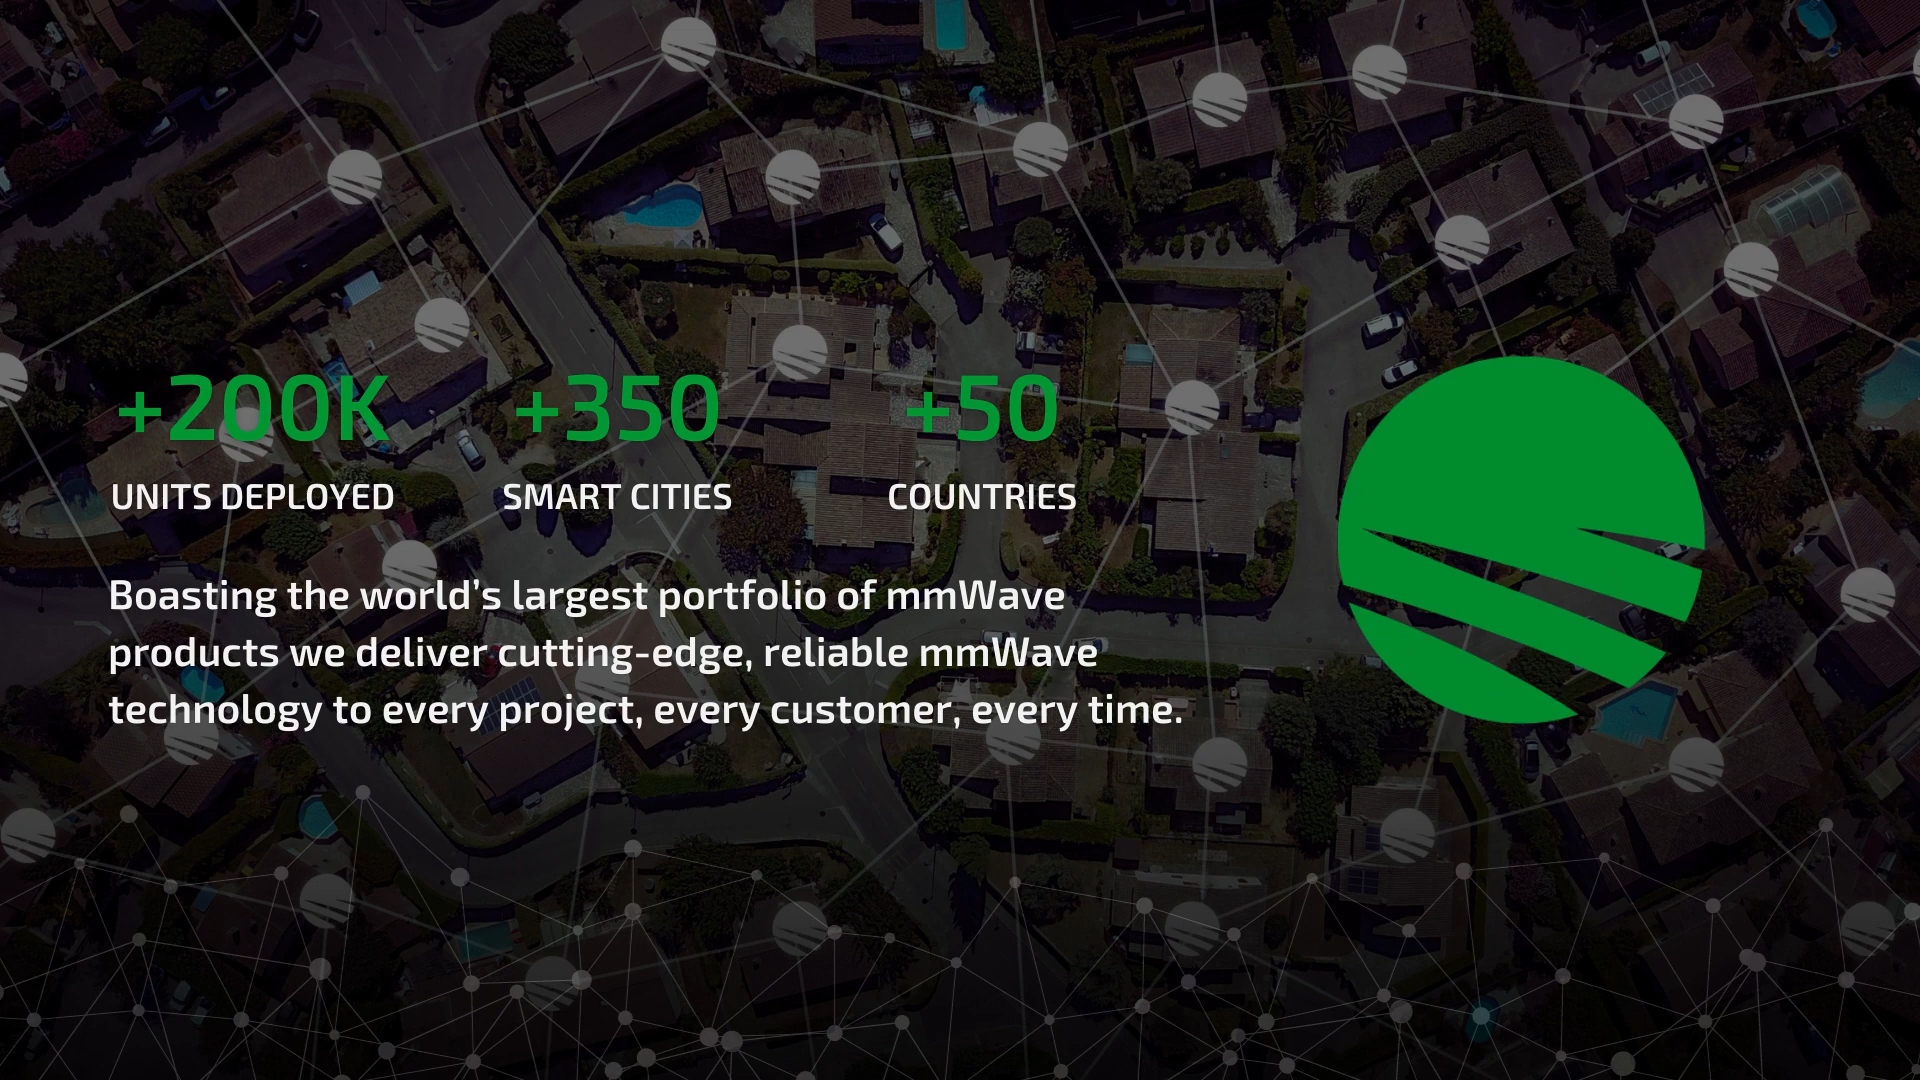 +200K +350 +50
UNITS DEPLOYED SMART CITIES COUNTRIES
Boasting the world’s largest portfolio of mmWave
products we deliver cutting-edge, reliable mmWave
technology to every project, every customer, every time.